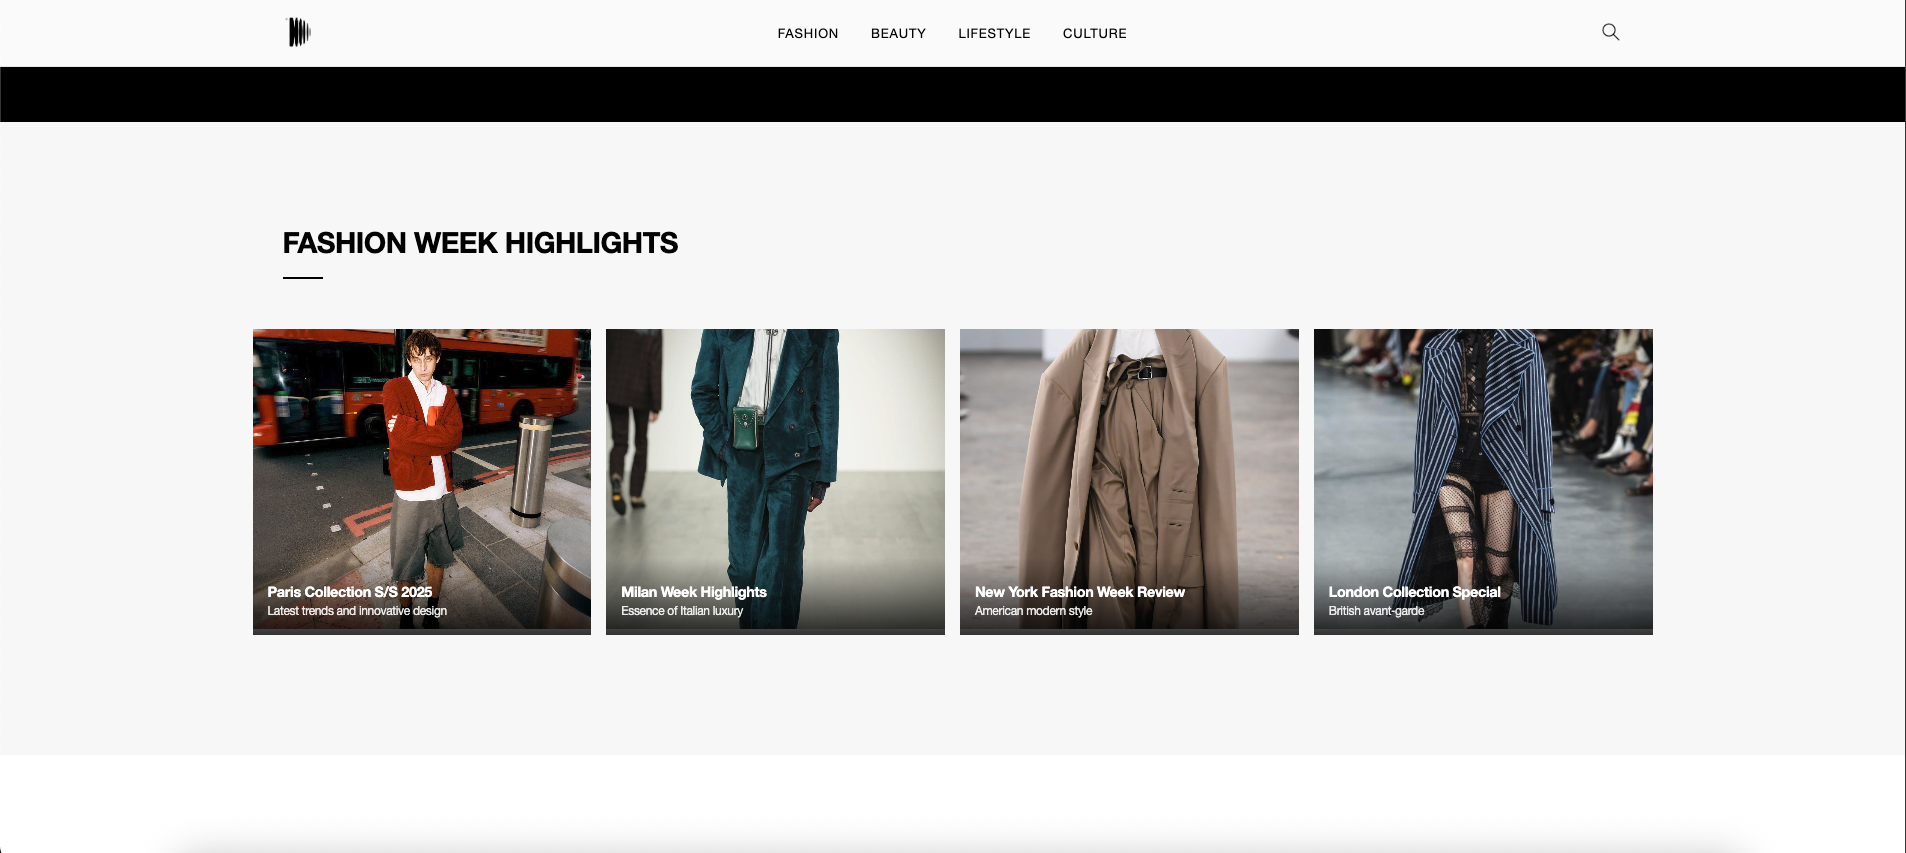 FASHION
BEAUTY
LIFESTYLE
CULTURE
FASHION WEEK HIGHLIGHTS
Paris Collection S/S 2025
Latest trends and innovative design
Milan Week Highlights
Essence of Italian luxury
New York Fashion Week Review
American modern style
London Collection Special
British avant-garde